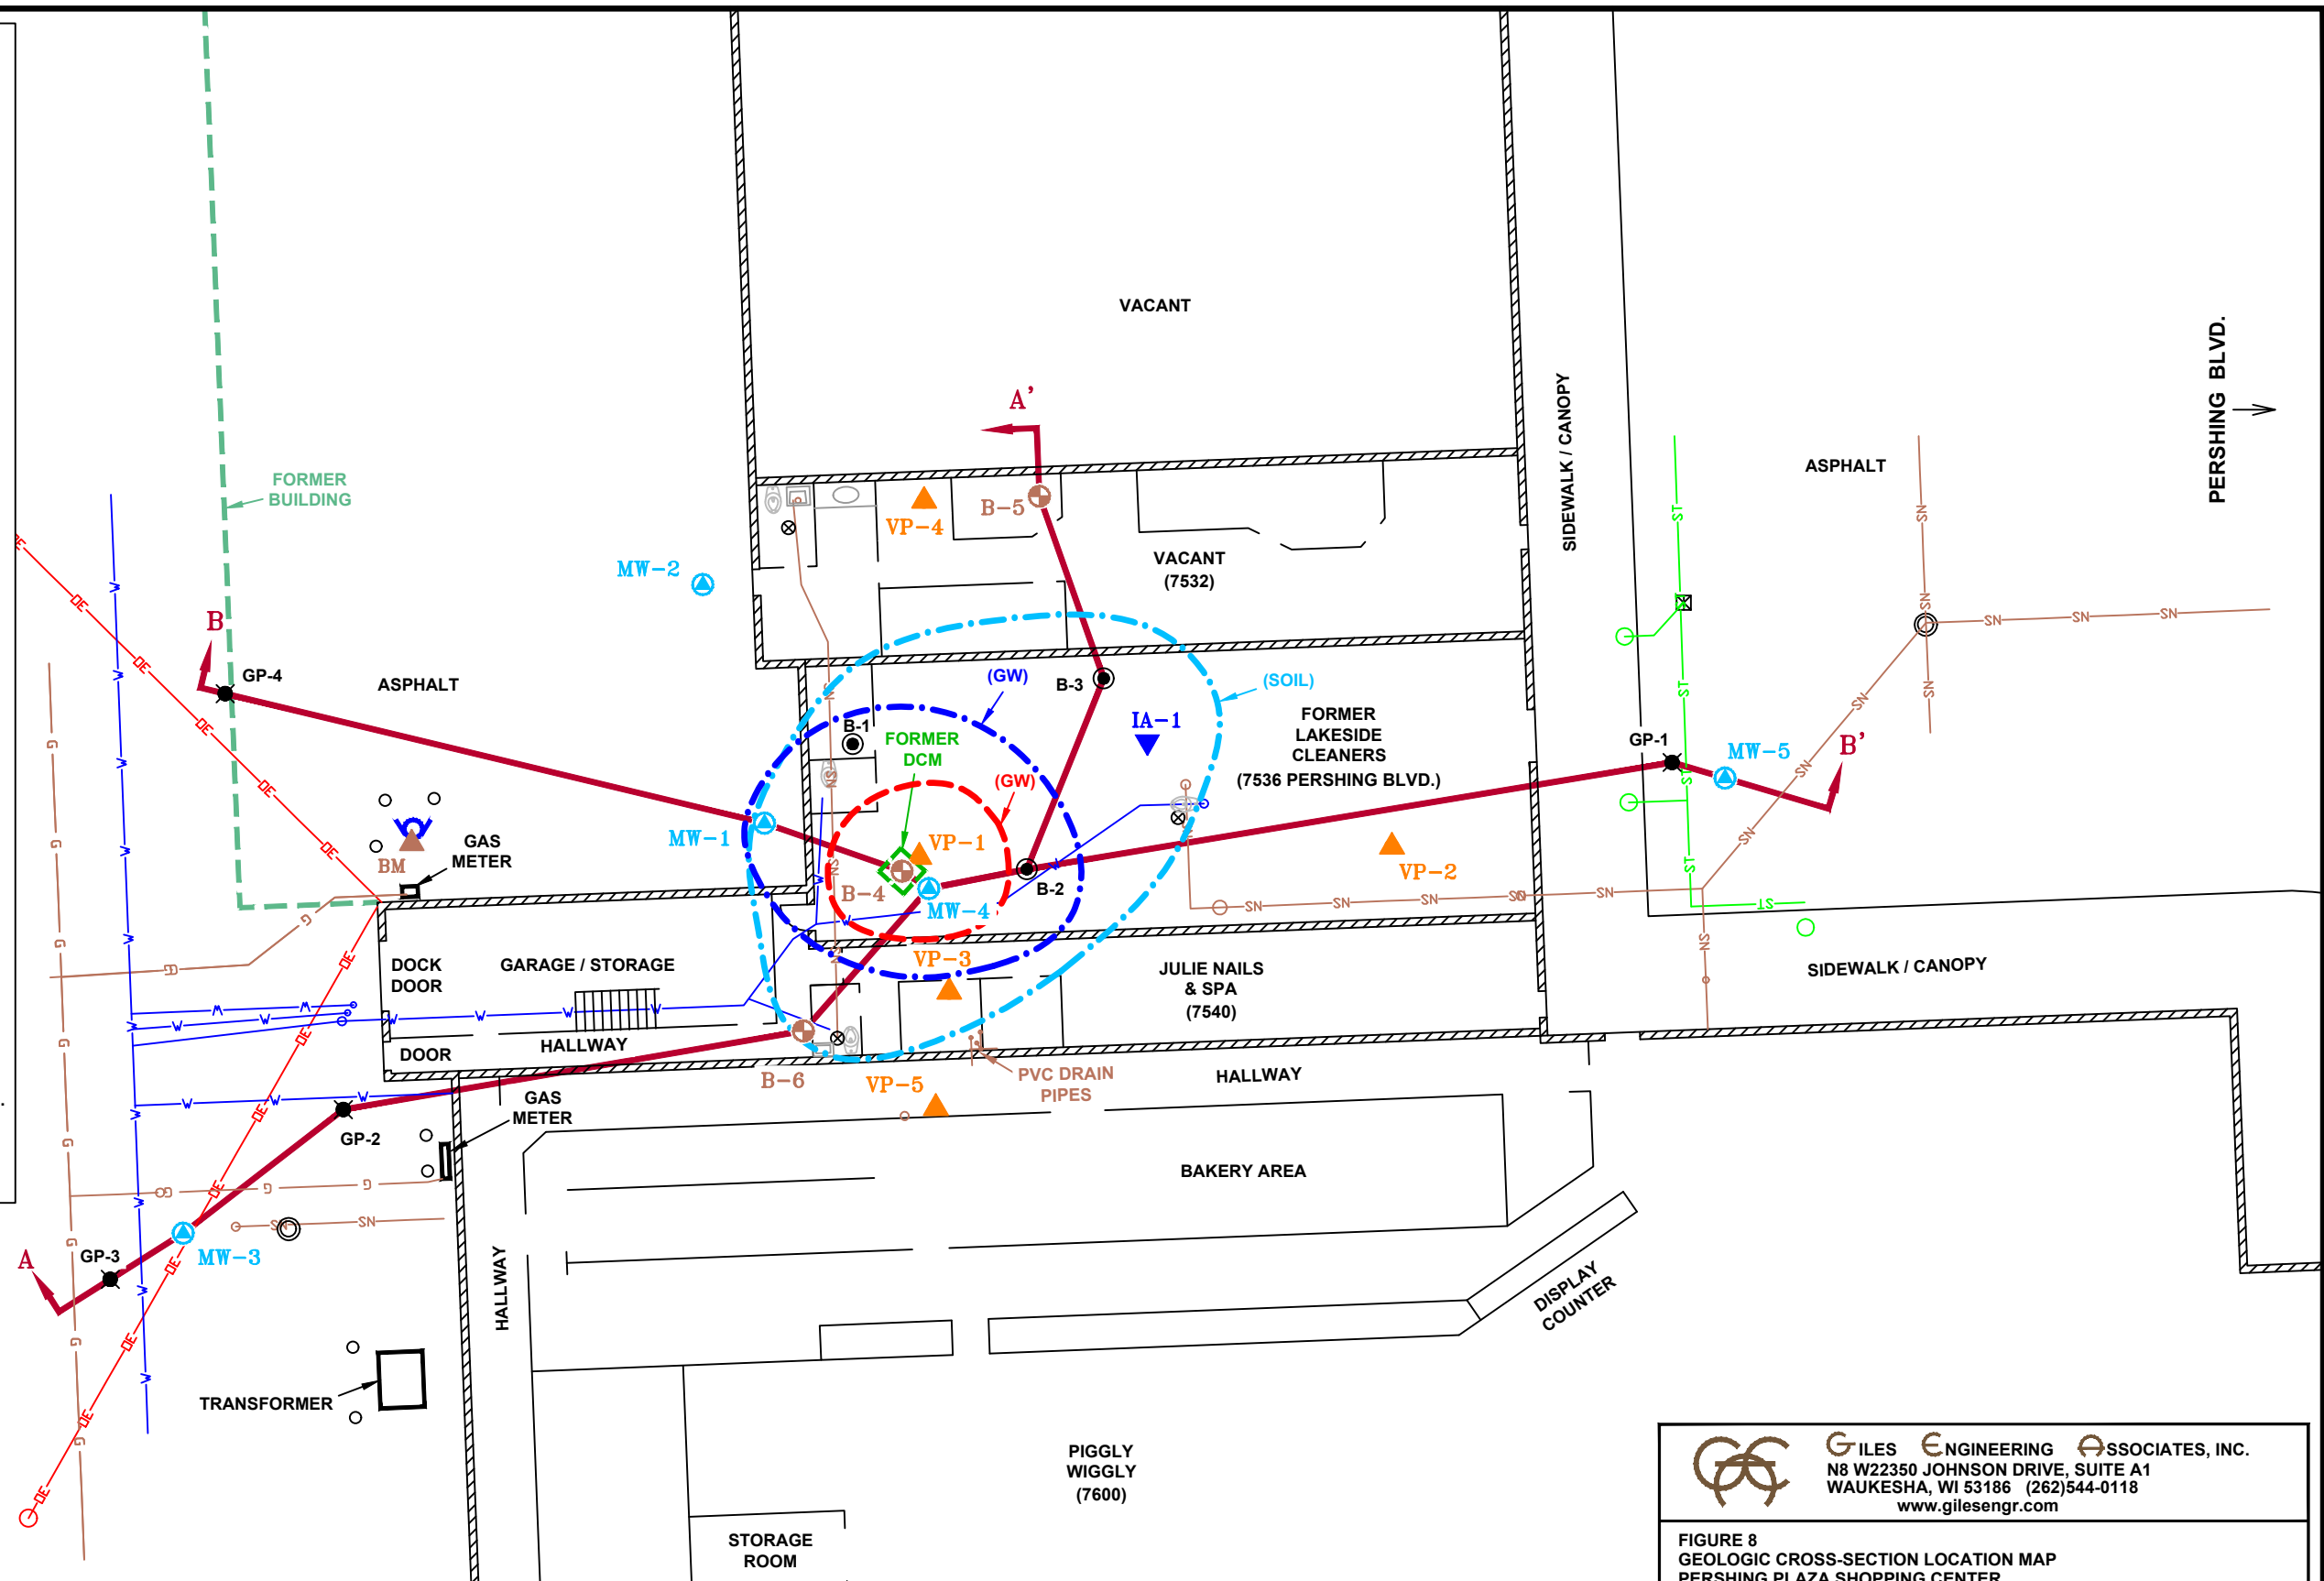 VACANT
PERSHING BLVD.
SIDEWALK / CANOPY
A'
ASPHALT
FORMER
BUILDING
B-5
VP-4
VACANT
(7532)
MW-2
B
GP-4
ASPHALT
(GW)
B-3
(SOIL)
IA-1
FORMER
LAKESIDE
CLEANERS
(7536 PERSHING BLVD.)
B-1
FORMER
DCM
(GW)
GP-1
MW-5
B'
MW-1
VP-1
BM
GAS
METER
B-4
B-2
MW-4
VP-2
VP-3
DOCK
DOOR
GARAGE / STORAGE
JULIE NAILS
& SPA
(7540)
SIDEWALK / CANOPY
DOOR
HALLWAY
B-6
VP-5
PVC DRAIN
PIPES
HALLWAY
GAS
METER
GP-2
BAKERY AREA
A
GP-3
MW-3
HALLWAY
DISPLAY
COUNTER
TRANSFORMER
PIGGLY
WIGGLY
(7600)
STORAGE
ROOM
GILES ENGINEERING ASSOCIATES, INC.
N8 W22350 JOHNSON DRIVE, SUITE A1
WAUKESHA, WI 53186 (262)544-0118
www.gilesengr.com
FIGURE 8
GEOLOGIC CROSS-SECTION LOCATION MAP
PERSHING PLAZA SHOPPING CENTER